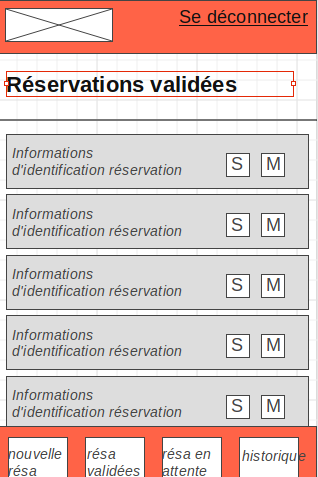 Se déconnecter
Réservations validées
Informations
d'identification réservation
S M
Informations
d'identification réservation
S M
Informations
d'identification réservation
S M
Informations
d'identification réservation
S M
Informations
d'identification réservation
S M
nouvelle
résa
résa
validées
résa en
attente
historique